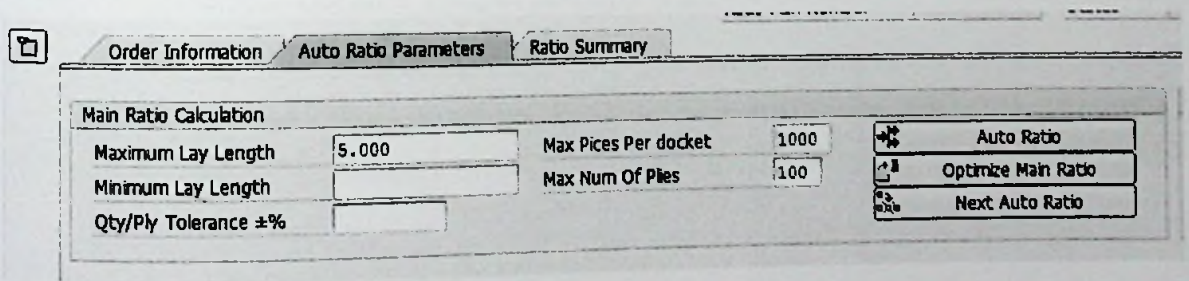 Order Information Auto Ratio Parameters Ratio Summary
Main Ratio Calculation
Maximum Lay Length 5.000 Max Pices Per docket 1000 Auto Ratio
Minimum Lay Length Max Num Of Plies 100 Optimize Main Ratio
Qty/Ply Tolerance ±% Next Auto Ratio